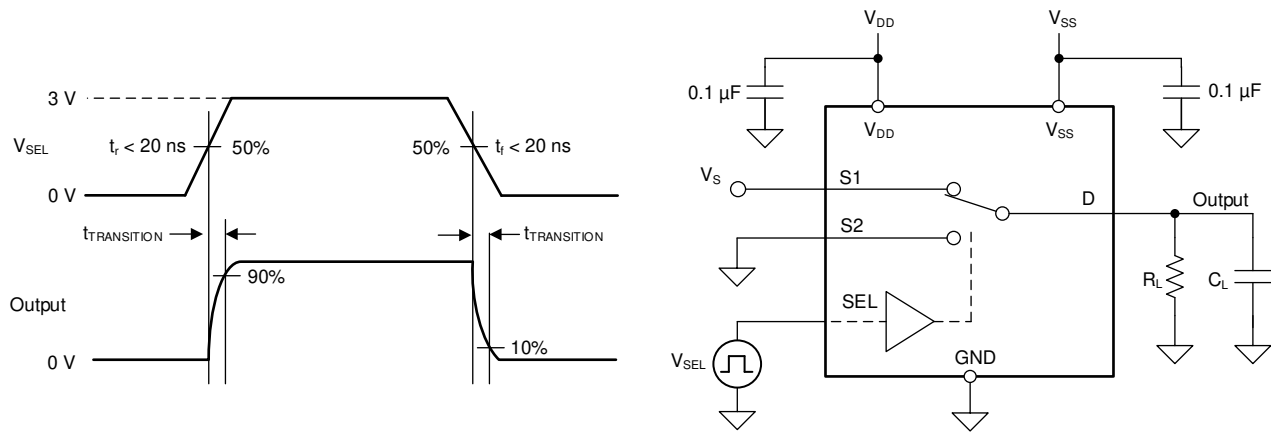 3 V
V_SEL
t_r < 20 ns
50%
50%
t_f < 20 ns
0 V
t_TRANSITION
t_TRANSITION
90%
Output
10%
0 V
V_DD
V_SS
0.1 µF
0.1 µF
V_DD
V_SS
V_S
S1
D
Output
S2
R_L
C_L
SEL
V_SEL
GND